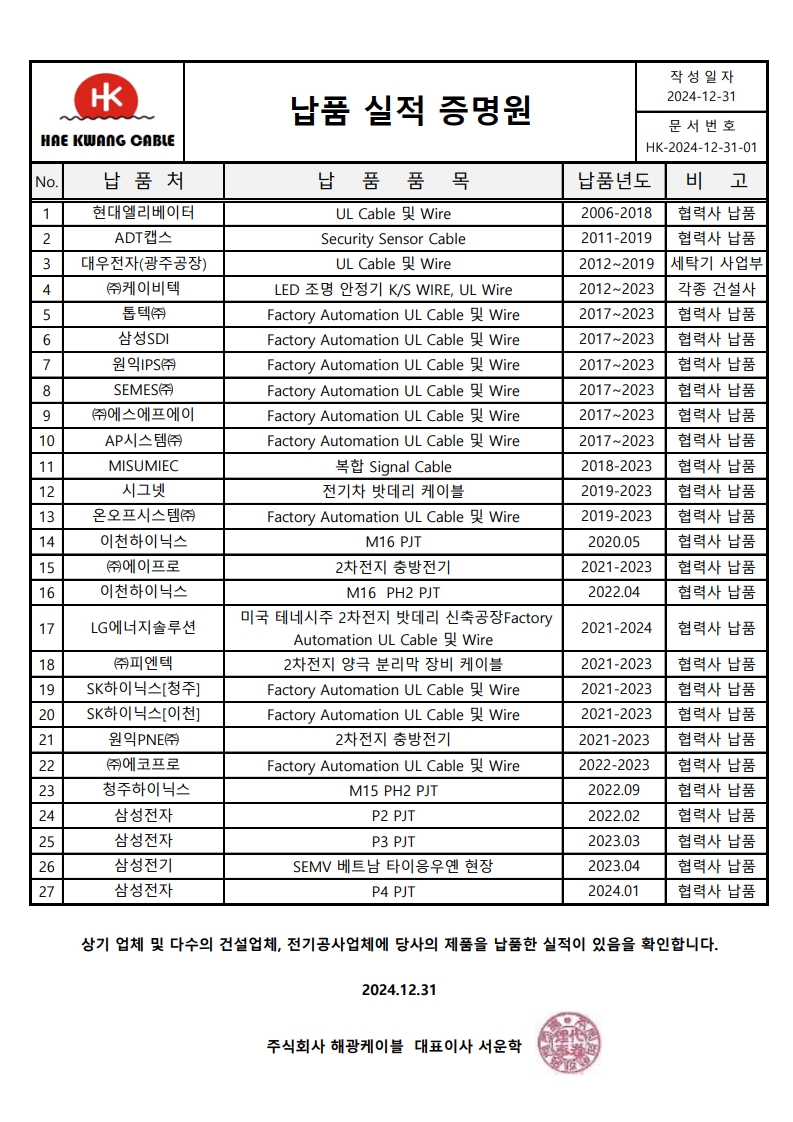 HK
HAE KWANG CABLE
납품 실적 증명원
작 성 일 자
2024-12-31
문 서 번 호
HK-2024-12-31-01
No. 납 품 처 납 품 품 목 납품년도 비 고
1 현대엘리베이터 UL Cable 및 Wire 2006-2018 협력사 납품
2 ADT캡스 Security Sensor Cable 2011-2019 협력사 납품
3 대우전자(광주공장) UL Cable 및 Wire 2012~2019 세탁기 사업부
4 ㈜케이비텍 LED 조명 안정기 K/S WIRE, UL Wire 2012~2023 각종 건설사
5 톱텍㈜ Factory Automation UL Cable 및 Wire 2017~2023 협력사 납품
6 삼성SDI Factory Automation UL Cable 및 Wire 2017~2023 협력사 납품
7 원익IPS㈜ Factory Automation UL Cable 및 Wire 2017~2023 협력사 납품
8 SEMES㈜ Factory Automation UL Cable 및 Wire 2017~2023 협력사 납품
9 ㈜에스에프에이 Factory Automation UL Cable 및 Wire 2017~2023 협력사 납품
10 AP시스템㈜ Factory Automation UL Cable 및 Wire 2017~2023 협력사 납품
11 MISUMIEC 복합 Signal Cable 2018-2023 협력사 납품
12 시그넷 전기차 밧데리 케이블 2019-2023 협력사 납품
13 온오프시스템㈜ Factory Automation UL Cable 및 Wire 2019-2023 협력사 납품
14 이천하이닉스 M16 PJT 2020.05 협력사 납품
15 ㈜에이프로 2차전지 충방전기 2021-2023 협력사 납품
16 이천하이닉스 M16 PH2 PJT 2022.04 협력사 납품
17 LG에너지솔루션 미국 테네시주 2차전지 밧데리 신축공장Factory
Automation UL Cable 및 Wire 2021-2024 협력사 납품
18 ㈜피엔텍 2차전지 양극 분리막 장비 케이블 2021-2023 협력사 납품
19 SK하이닉스[청주] Factory Automation UL Cable 및 Wire 2021-2023 협력사 납품
20 SK하이닉스[이천] Factory Automation UL Cable 및 Wire 2021-2023 협력사 납품
21 원익PNE㈜ 2차전지 충방전기 2021-2023 협력사 납품
22 ㈜에코프로 Factory Automation UL Cable 및 Wire 2022-2023 협력사 납품
23 청주하이닉스 M15 PH2 PJT 2022.09 협력사 납품
24 삼성전자 P2 PJT 2022.02 협력사 납품
25 삼성전자 P3 PJT 2023.03 협력사 납품
26 삼성전기 SEMV 베트남 타이응우옌 현장 2023.04 협력사 납품
27 삼성전자 P4 PJT 2024.01 협력사 납품
상기 업체 및 다수의 건설업체, 전기공사업체에 당사의 제품을 납품한 실적이 있음을 확인합니다.
2024.12.31
주식회사 해광케이블 대표이사 서운학